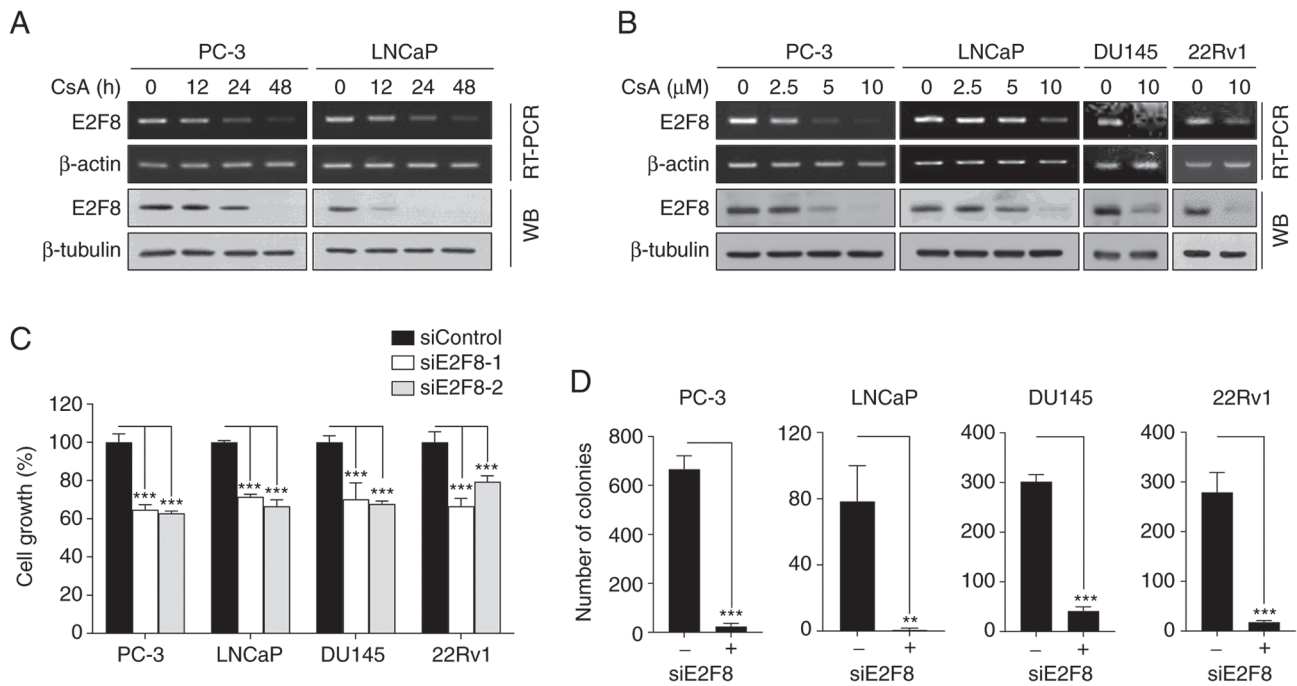 A
PC-3 LNCaP
CsA (h) 0 12 24 48 0 12 24 48
E2F8
β-actin
RT-PCR
E2F8
β-tubulin
WB
B
PC-3 LNCaP DU145 22Rv1
CsA (μM) 0 2.5 5 10 0 2.5 5 10 0 10 0 10
E2F8
β-actin
RT-PCR
E2F8
β-tubulin
WB
C
siControl
siE2F8-1
siE2F8-2
Cell growth (%)
120
100
80
60
40
20
0
*** *** *** *** *** *** *** ***
PC-3 LNCaP DU145 22Rv1
D
Number of colonies
PC-3
800
600
400
200
0
***
– +
siE2F8
LNCaP
120
80
40
0
**
– +
siE2F8
DU145
400
300
200
100
0
***
– +
siE2F8
22Rv1
400
300
200
100
0
***
– +
siE2F8